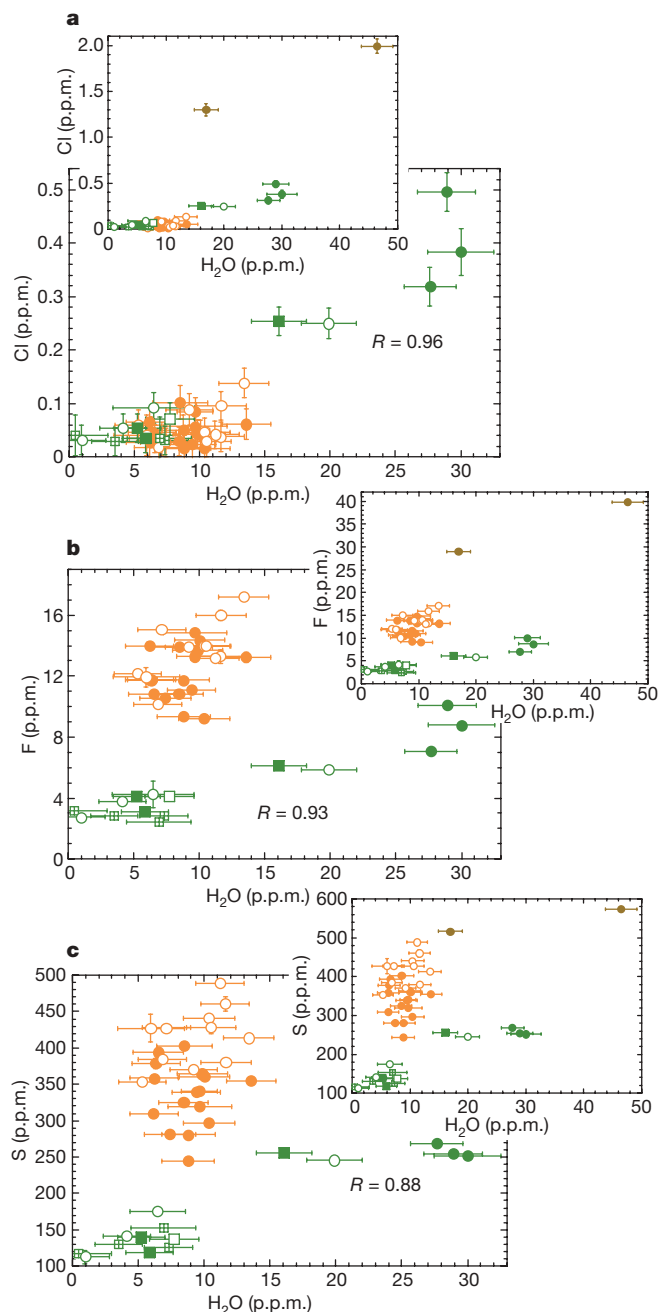 a
Cl (p.p.m.)
2.0
1.5
1.0
0.5
0
0 10 20 30 40 50
H₂O (p.p.m.)
Cl (p.p.m.)
0.5
0.4
0.3
0.2
0.1
0
R = 0.96
0 5 10 15 20 25 30
H₂O (p.p.m.)
b
F (p.p.m.)
16
12
8
4
0
R = 0.93
0 5 10 15 20 25 30
H₂O (p.p.m.)
F (p.p.m.)
40
35
30
25
20
15
10
5
0
0 10 20 30 40 50
H₂O (p.p.m.)
c
S (p.p.m.)
500
450
400
350
300
250
200
150
100
R = 0.88
0 5 10 15 20 25 30
H₂O (p.p.m.)
S (p.p.m.)
600
500
400
300
200
100
0 10 20 30 40 50
H₂O (p.p.m.)